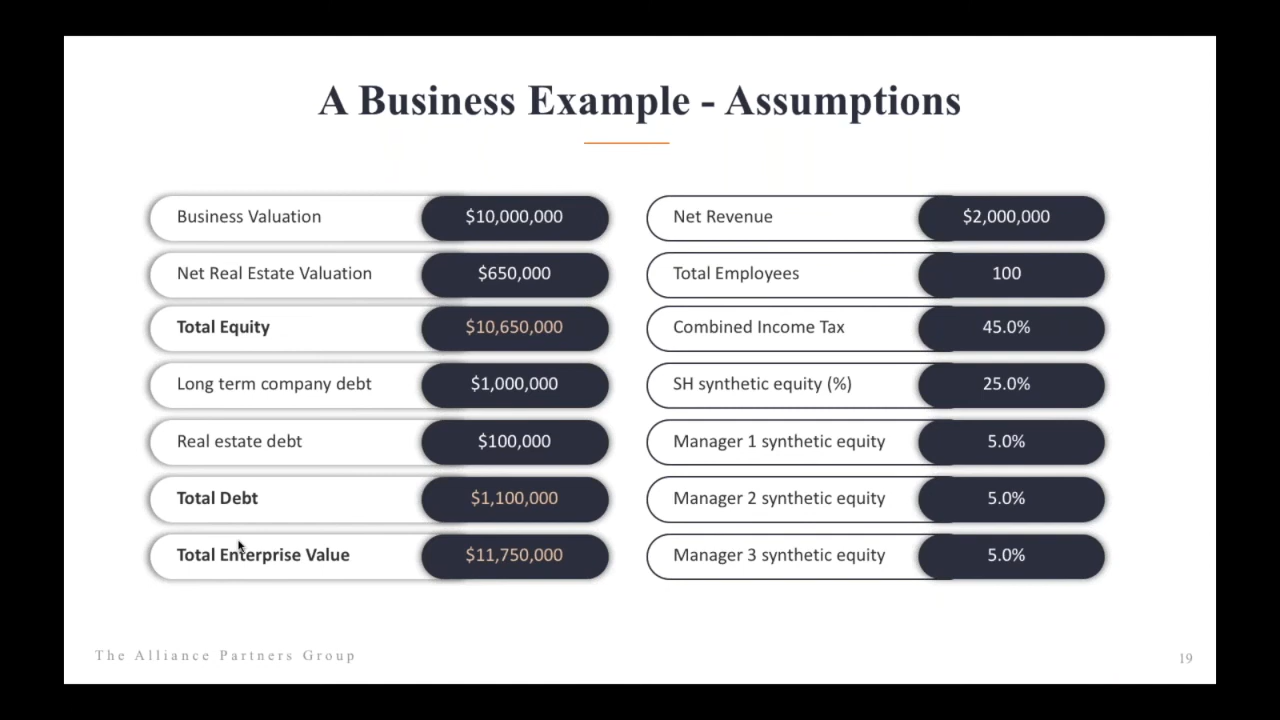 A Business Example - Assumptions
Business Valuation $10,000,000
Net Real Estate Valuation $650,000
Total Equity $10,650,000
Long term company debt $1,000,000
Real estate debt $100,000
Total Debt $1,100,000
Total Enterprise Value $11,750,000
Net Revenue $2,000,000
Total Employees 100
Combined Income Tax 45.0%
SH synthetic equity (%) 25.0%
Manager 1 synthetic equity 5.0%
Manager 2 synthetic equity 5.0%
Manager 3 synthetic equity 5.0%
The Alliance Partners Group
19